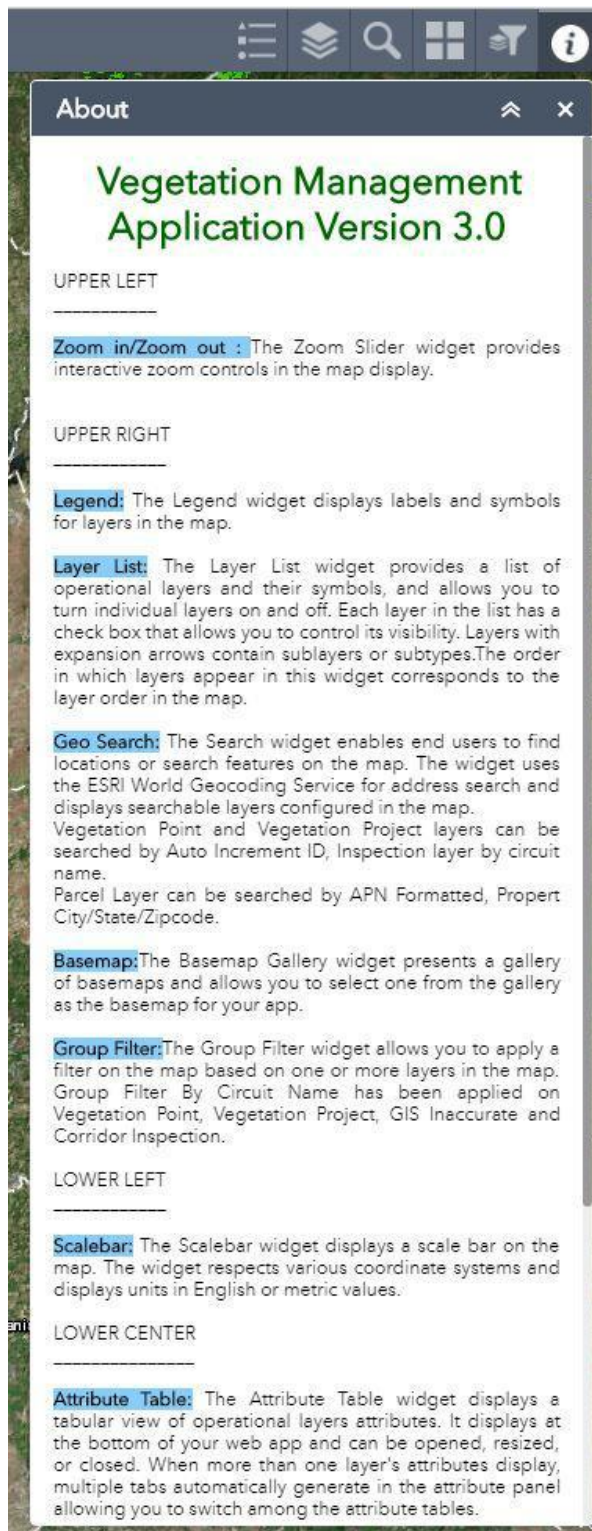 About
Vegetation Management
Application Version 3.0
UPPER LEFT
___________
Zoom in/Zoom out : The Zoom Slider widget provides
interactive zoom controls in the map display.
UPPER RIGHT
____________
Legend: The Legend widget displays labels and symbols
for layers in the map.
Layer List: The Layer List widget provides a list of
operational layers and their symbols, and allows you to
turn individual layers on and off. Each layer in the list has a
check box that allows you to control its visibility. Layers with
expansion arrows contain sublayers or subtypes.The order
in which layers appear in this widget corresponds to the
layer order in the map.
Geo Search: The Search widget enables end users to find
locations or search features on the map. The widget uses
the ESRI World Geocoding Service for address search and
displays searchable layers configured in the map.
Vegetation Point and Vegetation Project layers can be
searched by Auto Increment ID, Inspection layer by circuit
name.
Parcel Layer can be searched by APN Formatted, Propert
City/State/Zipcode.
Basemap:The Basemap Gallery widget presents a gallery
of basemaps and allows you to select one from the gallery
as the basemap for your app.
Group Filter:The Group Filter widget allows you to apply a
filter on the map based on one or more layers in the map.
Group Filter By Circuit Name has been applied on
Vegetation Point, Vegetation Project, GIS Inaccurate and
Corridor Inspection.
LOWER LEFT
____________
Scalebar: The Scalebar widget displays a scale bar on the
map. The widget respects various coordinate systems and
displays units in English or metric values.
LOWER CENTER
_______________
Attribute Table: The Attribute Table widget displays a
tabular view of operational layers attributes. It displays at
the bottom of your web app and can be opened, resized,
or closed. When more than one layer's attributes display,
multiple tabs automatically generate in the attribute panel
allowing you to switch among the attribute tables.